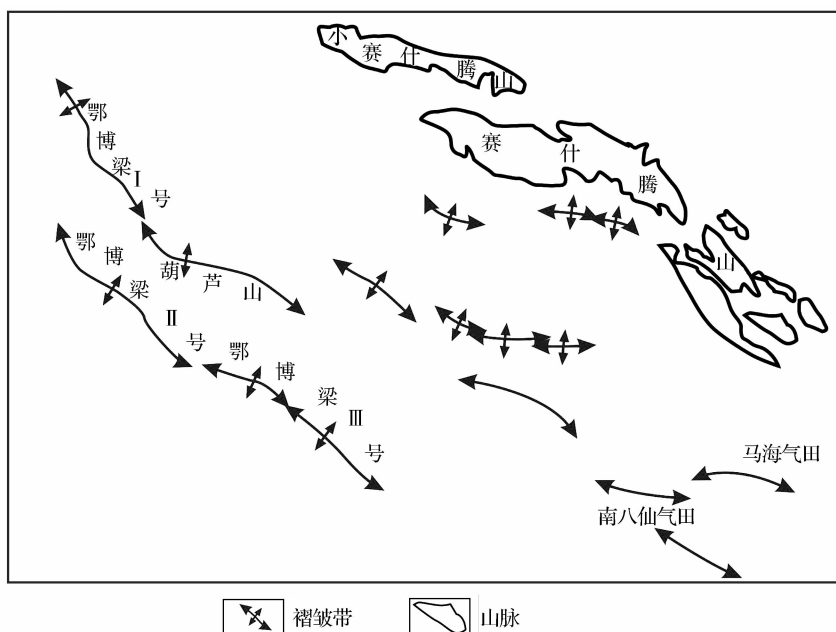 小赛什腾山
赛什腾山
鄂博梁Ⅰ号
葫芦山
鄂博梁Ⅱ号
鄂博梁Ⅲ号
马海气田
南八仙气田
褶皱带
山脉